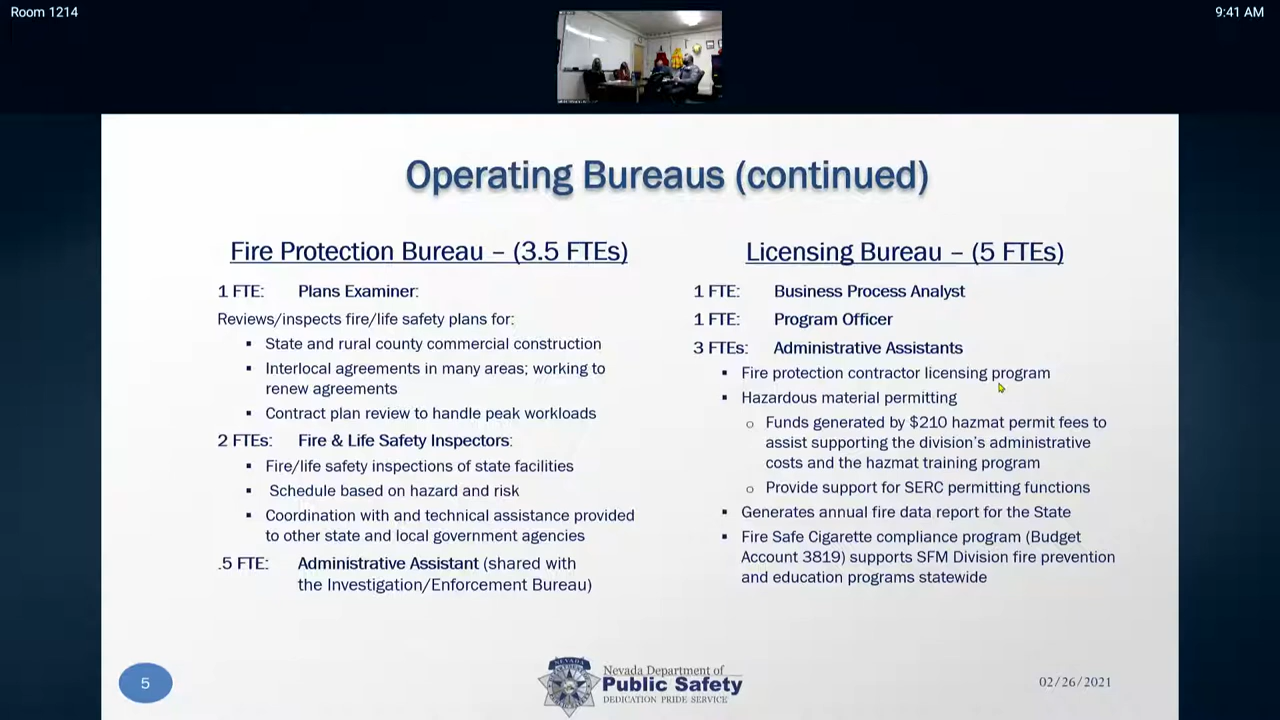 Room 1214
9:41 AM
Operating Bureaus (continued)
Fire Protection Bureau – (3.5 FTEs)
1 FTE: Plans Examiner:
Reviews/inspects fire/life safety plans for:
▪ State and rural county commercial construction
▪ Interlocal agreements in many areas; working to
renew agreements
▪ Contract plan review to handle peak workloads
2 FTEs: Fire & Life Safety Inspectors:
▪ Fire/life safety inspections of state facilities
▪ Schedule based on hazard and risk
▪ Coordination with and technical assistance provided
to other state and local government agencies
.5 FTE: Administrative Assistant (shared with
the Investigation/Enforcement Bureau)
Licensing Bureau – (5 FTEs)
1 FTE: Business Process Analyst
1 FTE: Program Officer
3 FTEs: Administrative Assistants
▪ Fire protection contractor licensing program
▪ Hazardous material permitting
o Funds generated by $210 hazmat permit fees to
assist supporting the division's administrative
costs and the hazmat training program
o Provide support for SERC permitting functions
▪ Generates annual fire data report for the State
▪ Fire Safe Cigarette compliance program (Budget
Account 3819) supports SFM Division fire prevention
and education programs statewide
5
NEVADA
Nevada Department of
Public Safety
DEDICATION PRIDE SERVICE
02/26/2021